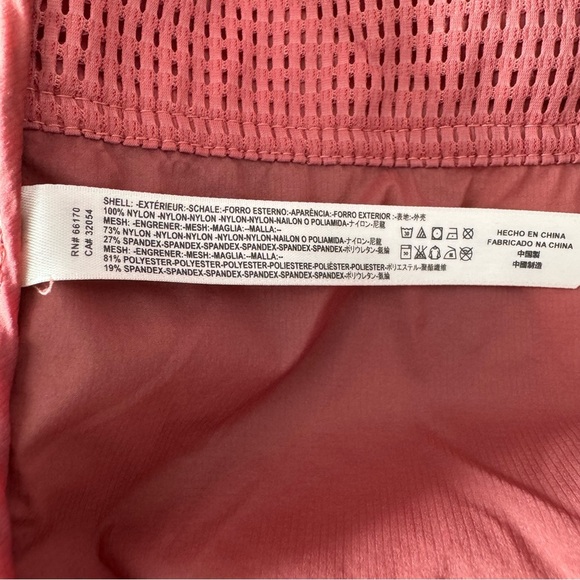 RN# 66170
CA# 32054
SHELL: -EXTÉRIEUR:-SCHALE:-FORRO ESTERNO:-APARÊNCIA:-FORRO EXTERIOR:-表地:-外壳
100% NYLON -NYLON-NYLON -NYLON-NYLON-NAILON O POLIAMIDA-ナイロン-尼龍
MESH: -ENGRENER:-MESH-MAGLIA:-MALLA:--
73% NYLON -NYLON-NYLON -NYLON-NYLON-NAILON O POLIAMIDA-ナイロン-尼龍
27% SPANDEX-SPANDEX-SPANDEX-SPANDEX-SPANDEX-SPANDEX-ポリウレタン-氨綸
MESH: -ENGRENER:-MESH-MAGLIA:-MALLA:--
81% POLYESTER-POLYESTER-POLYESTER-POLIESTERE-POLIÉSTER-POLIESTER-ポリエステル-聚酯纖維
19% SPANDEX-SPANDEX-SPANDEX-SPANDEX-SPANDEX-SPANDEX-ポリウレタン-氨綸
HECHO EN CHINA
FABRICADO NA CHINA
中国製
中國制造